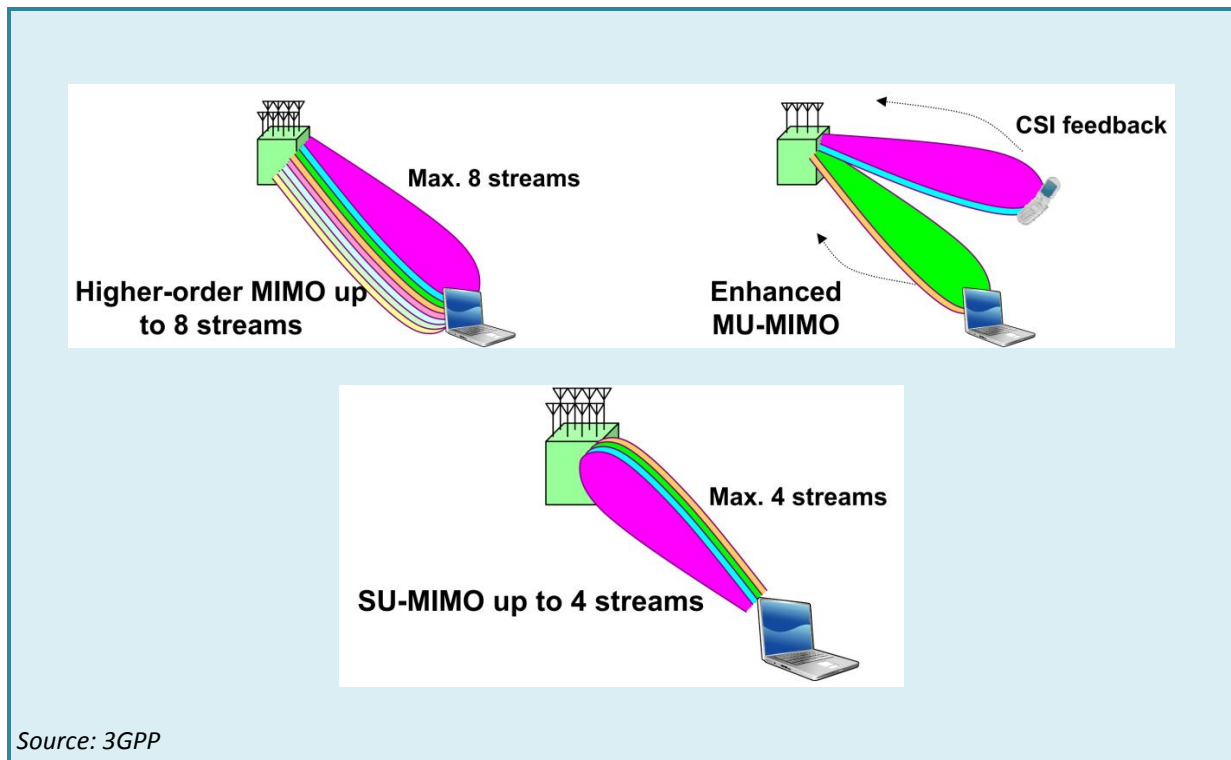 Max. 8 streams
Higher-order MIMO up
to 8 streams
CSI feedback
Enhanced
MU-MIMO
Max. 4 streams
SU-MIMO up to 4 streams
Source: 3GPP